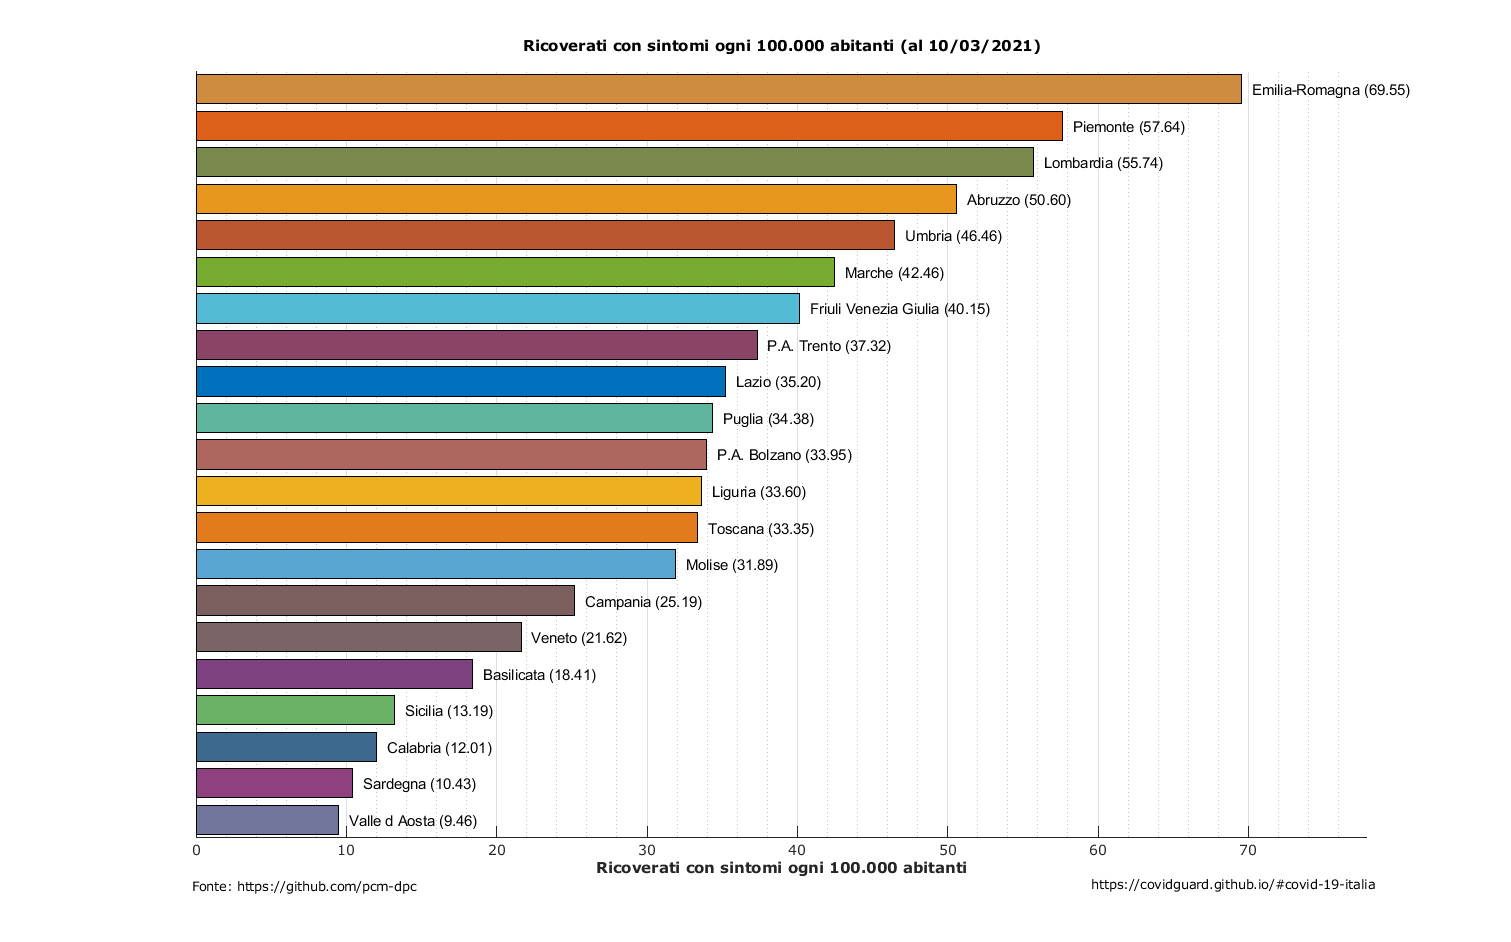 Ricoverati con sintomi ogni 100.000 abitanti (al 10/03/2021)
Emilia-Romagna (69.55)
Piemonte (57.64)
Lombardia (55.74)
Abruzzo (50.60)
Umbria (46.46)
Marche (42.46)
Friuli Venezia Giulia (40.15)
P.A. Trento (37.32)
Lazio (35.20)
Puglia (34.38)
P.A. Bolzano (33.95)
Liguria (33.60)
Toscana (33.35)
Molise (31.89)
Campania (25.19)
Veneto (21.62)
Basilicata (18.41)
Sicilia (13.19)
Calabria (12.01)
Sardegna (10.43)
Valle d Aosta (9.46)
0 10 20 30 40 50 60 70
Ricoverati con sintomi ogni 100.000 abitanti
Fonte: https://github.com/pcm-dpc
https://covidguard.github.io/#covid-19-italia